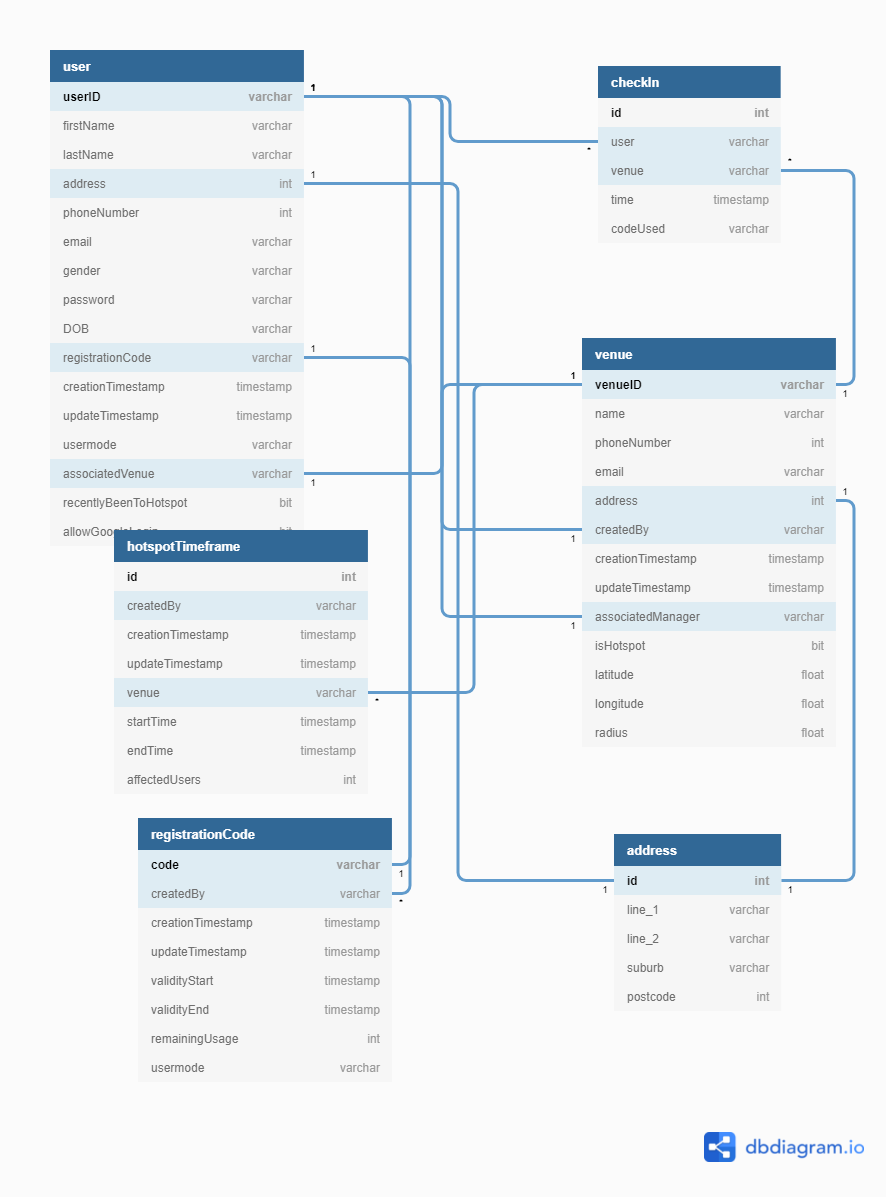 user
userID varchar
firstName varchar
lastName varchar
address int
phoneNumber int
email varchar
gender varchar
password varchar
DOB varchar
registrationCode varchar
creationTimestamp timestamp
updateTimestamp timestamp
usermode varchar
associatedVenue varchar
recentlyBeenToHotspot bit
1
1
1
1
checkIn
id int
user varchar
venue varchar
time timestamp
codeUsed varchar
*
*
venue
venueID varchar
name varchar
phoneNumber int
email varchar
address int
createdBy varchar
creationTimestamp timestamp
updateTimestamp timestamp
associatedManager varchar
isHotspot bit
latitude float
longitude float
radius float
1
1
1
1
1
hotspotTimeframe
id int
createdBy varchar
creationTimestamp timestamp
updateTimestamp timestamp
venue varchar
startTime timestamp
endTime timestamp
affectedUsers int
*
registrationCode
code varchar
createdBy varchar
creationTimestamp timestamp
updateTimestamp timestamp
validityStart timestamp
validityEnd timestamp
remainingUsage int
usermode varchar
1
*
address
id int
line_1 varchar
line_2 varchar
suburb varchar
postcode int
1
1
dbdiagram.io